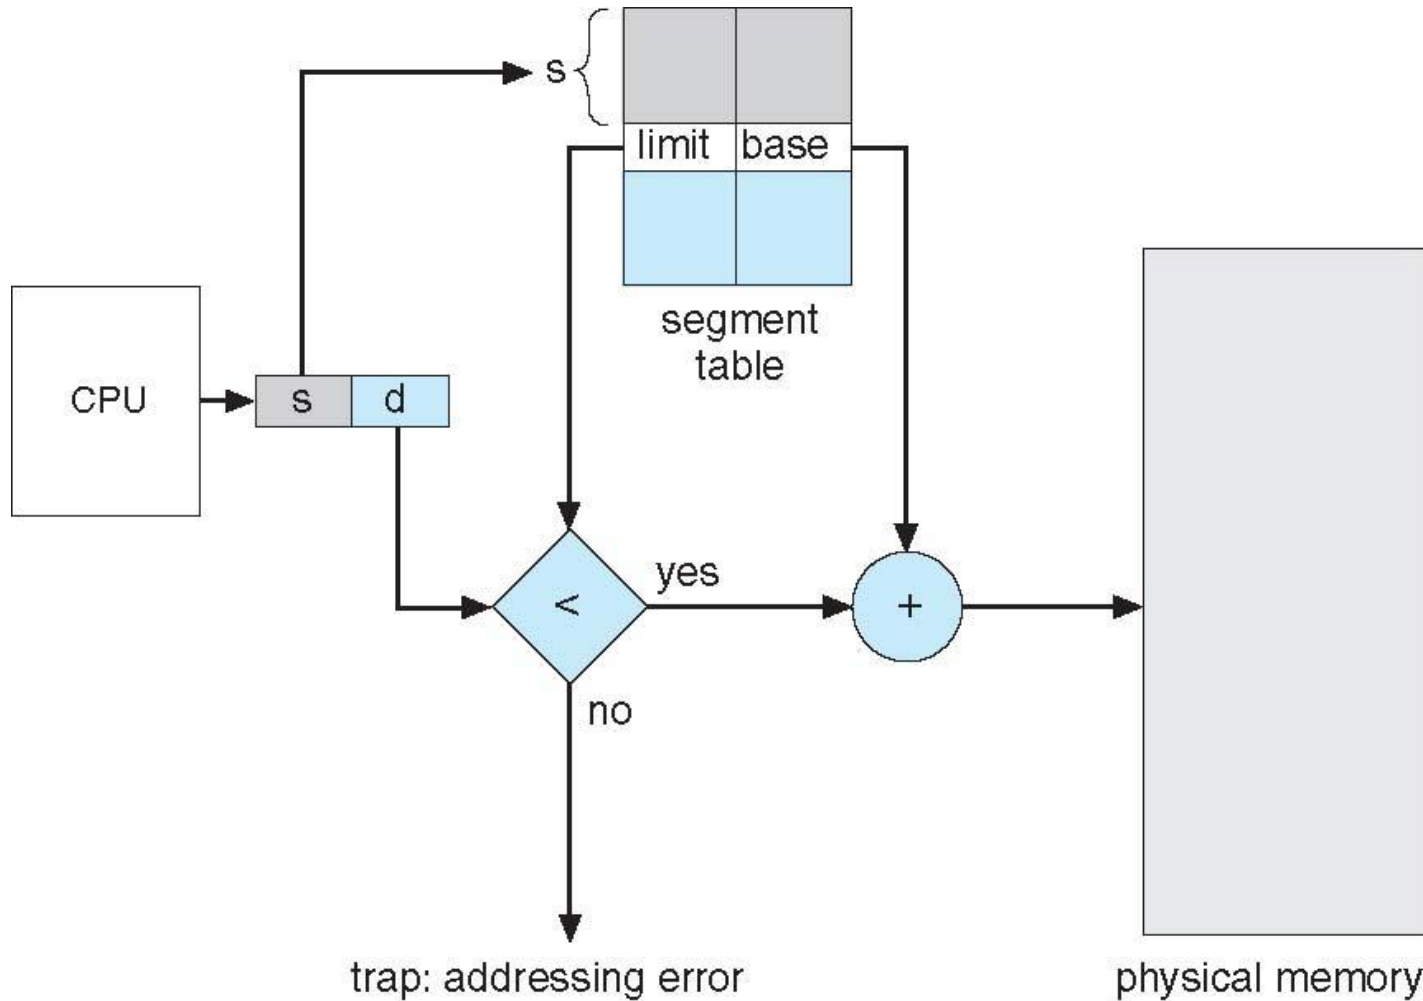 s
limit base
segment
table
CPU
s d
<
yes
+
no
trap: addressing error
physical memory